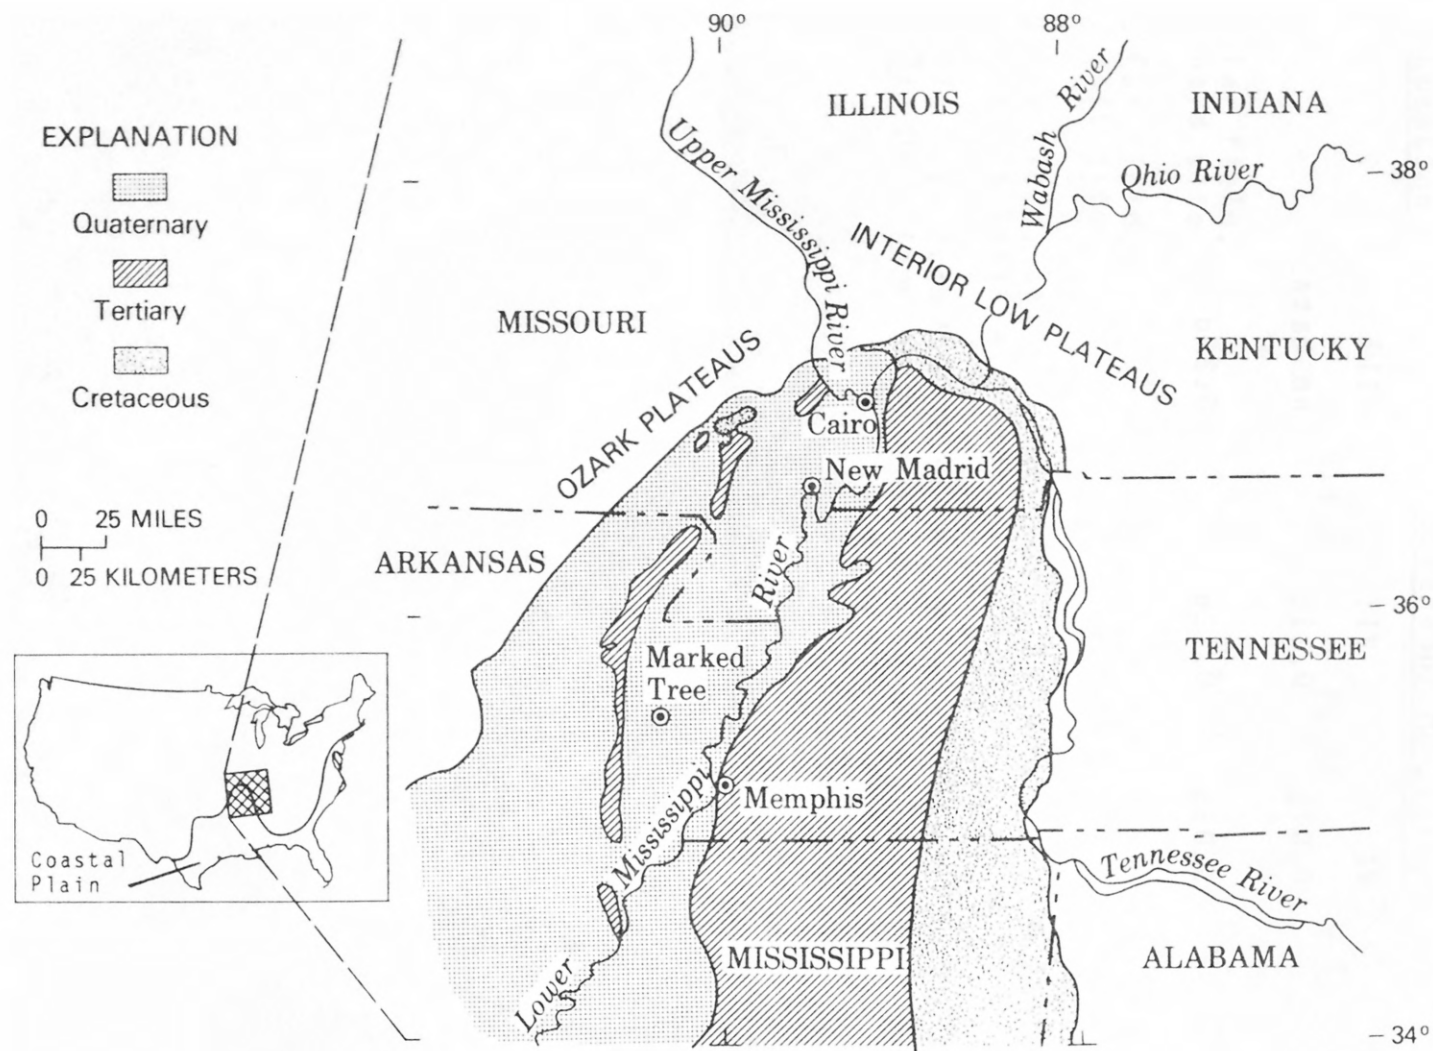 90°
88°
ILLINOIS
INDIANA
Wabash River
Ohio River
38°
Upper Mississippi River
EXPLANATION
Quaternary
Tertiary
Cretaceous
INTERIOR LOW PLATEAUS
MISSOURI
KENTUCKY
OZARK PLATEAUS
Cairo
New Madrid
0 25 MILES
0 25 KILOMETERS
ARKANSAS
River
36°
Marked
Tree
TENNESSEE
Memphis
Mississippi
Lower
Coastal
Plain
Tennessee River
MISSISSIPPI
ALABAMA
34°